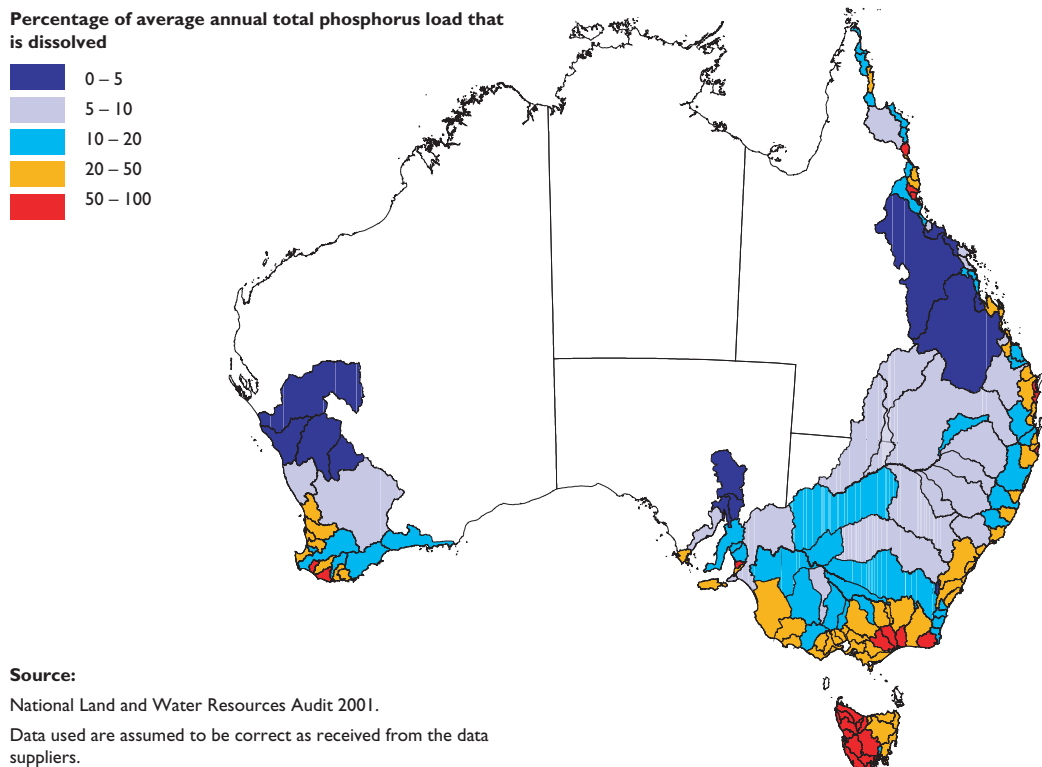 Percentage of average annual total phosphorus load that
is dissolved
0 – 5
5 – 10
10 – 20
20 – 50
50 – 100
Source:
National Land and Water Resources Audit 2001.
Data used are assumed to be correct as received from the data
suppliers.